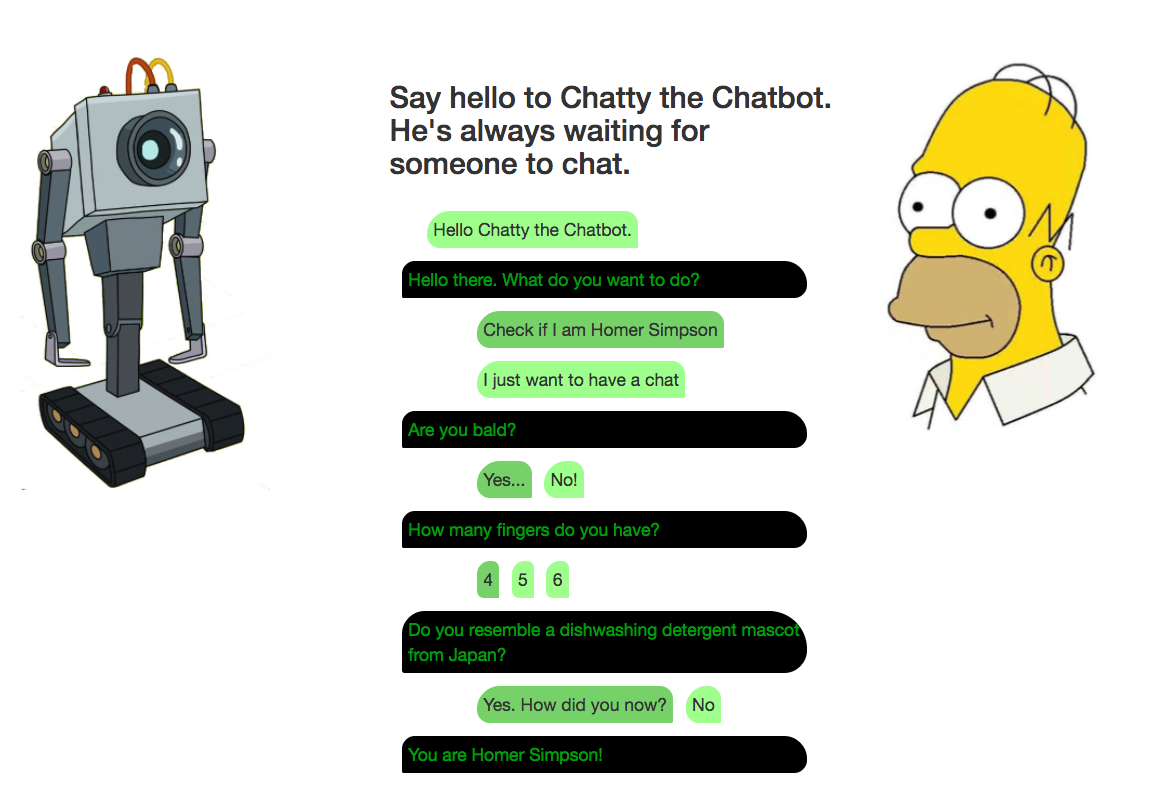 Say hello to Chatty the Chatbot.
He's always waiting for
someone to chat.
Hello Chatty the Chatbot.
Hello there. What do you want to do?
Check if I am Homer Simpson
I just want to have a chat
Are you bald?
Yes... No!
How many fingers do you have?
4 5 6
Do you resemble a dishwashing detergent mascot
from Japan?
Yes. How did you now? No
You are Homer Simpson!